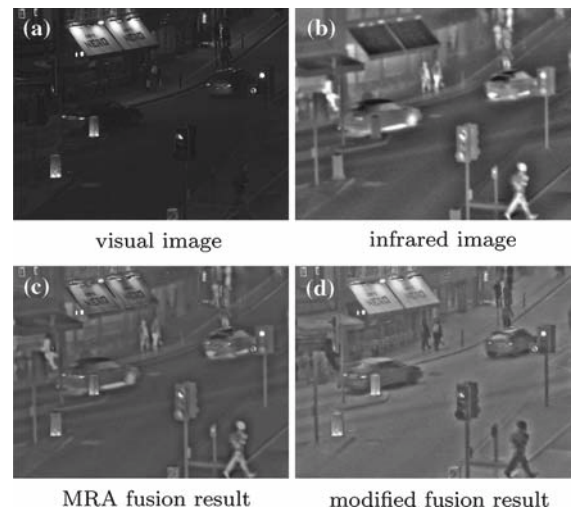 (a)
(b)
visual image
infrared image
(c)
(d)
MRA fusion result
modified fusion result